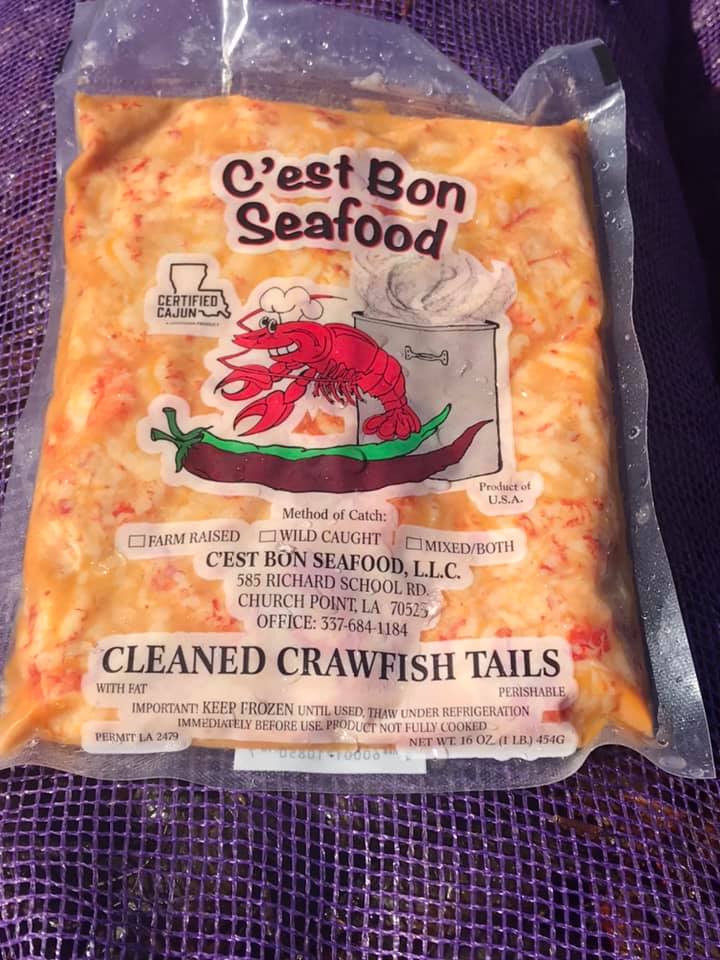 C'est Bon
Seafood
CERTIFIED
CAJUN
Product of
U.S.A.
Method of Catch:
☐ FARM RAISED ☐ WILD CAUGHT ☐ MIXED/BOTH
C'EST BON SEAFOOD, L.L.C.
585 RICHARD SCHOOL RD.
CHURCH POINT, LA 70525
OFFICE: 337-684-1184
CLEANED CRAWFISH TAILS
WITH FAT PERISHABLE
IMPORTANT! KEEP FROZEN UNTIL USED, THAW UNDER REFRIGERATION
IMMEDIATELY BEFORE USE. PRODUCT NOT FULLY COOKED
PERMIT LA 2479 NET WT. 16 OZ. (1 LB.) 454G